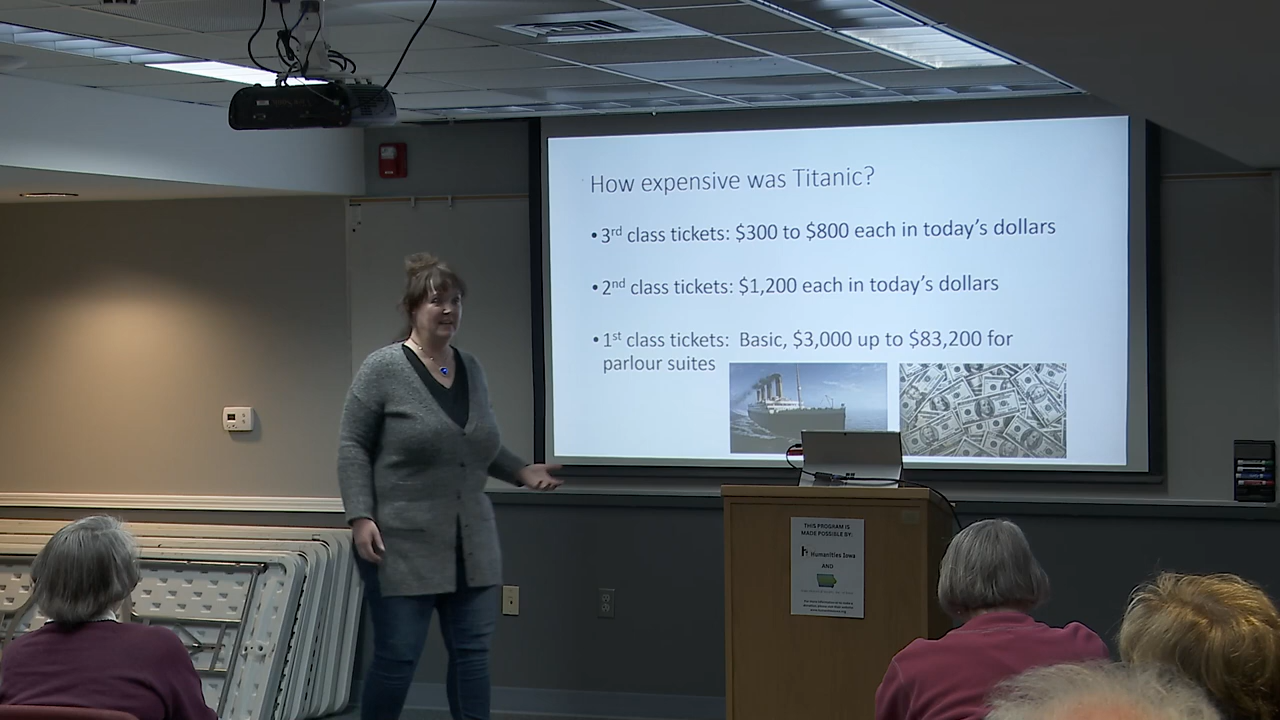 How expensive was Titanic?
• 3rd class tickets: $300 to $800 each in today's dollars
• 2nd class tickets: $1,200 each in today's dollars
• 1st class tickets: Basic, $3,000 up to $83,200 for
parlour suites
THIS PROGRAM IS
MADE POSSIBLE BY:
Humanities Iowa
AND